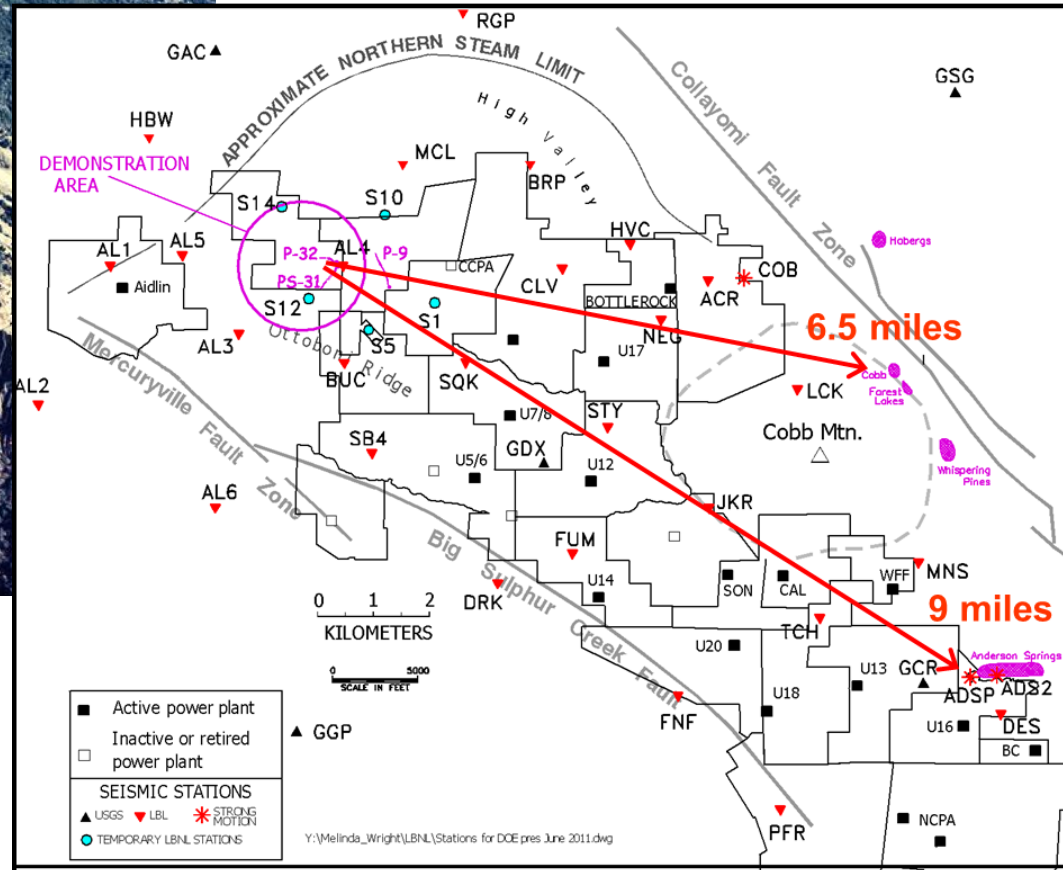 RGP
GAC
APPROXIMATE NORTHERN STEAM LIMIT
Collayomi Fault Zone
GSG
High Valley
HBW
DEMONSTRATION
AREA
MCL
BRP
S14
S10
HVC
Hobergs
AL1
AL5
P-32
AL4
P-9
CCPA
CLV
ACR
COB
Aidlin
PS-31
S12
S1
BOTTLEROCK
NEG
6.5 miles
AL3
Ottoboni Ridge
S5
U17
Mercuryville Fault Zone
BUC
SQK
Cobb
Forest
Lakes
LCK
AL2
U7/8
STY
Cobb Mtn.
SB4
GDX
U5/6
U12
Whispering
Pines
AL6
JKR
Big Sulphur Creek Fault
FUM
SON
CAL
WFF
MNS
DRK
U14
0 1 2
KILOMETERS
TCH
9 miles
0 5000
SCALE IN FEET
U20
Anderson Springs
U13
GCR
ADSP
ADS2
FNF
U18
U16
DES
BC
GGP
PFR
NCPA
Active power plant
Inactive or retired
power plant
SEISMIC STATIONS
USGS LBL STRONG
MOTION
TEMPORARY LBNL STATIONS
Y:\Melinda_Wright\LBNL\Stations for DOE pres June 2011.dwg